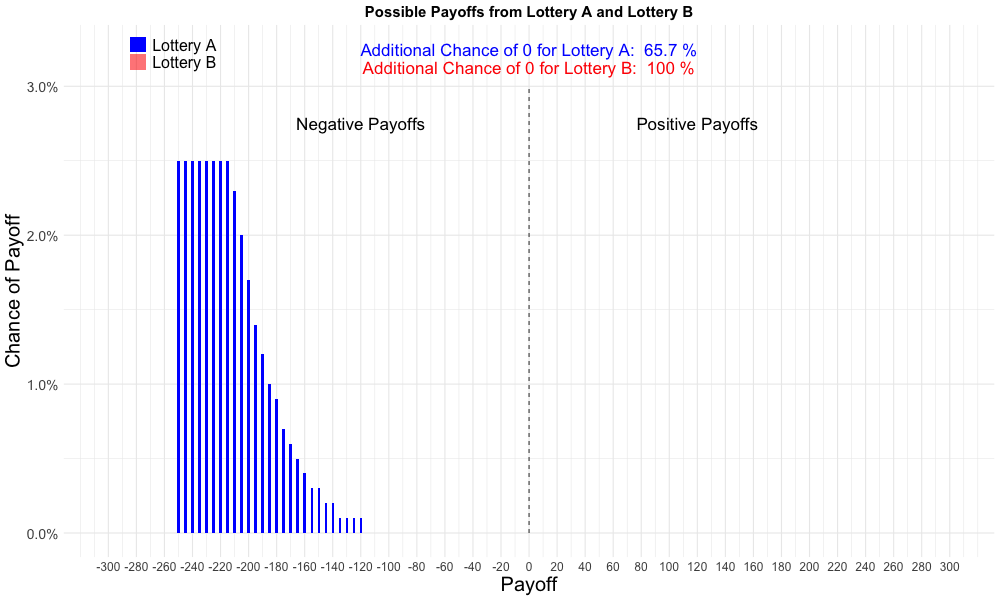 Possible Payoffs from Lottery A and Lottery B
Lottery A
Lottery B
Additional Chance of 0 for Lottery A: 65.7 %
Additional Chance of 0 for Lottery B: 100 %
Negative Payoffs
Positive Payoffs
Chance of Payoff
3.0%
2.0%
1.0%
0.0%
-300 -280 -260 -240 -220 -200 -180 -160 -140 -120 -100 -80 -60 -40 -20 0 20 40 60 80 100 120 140 160 180 200 220 240 260 280 300
Payoff